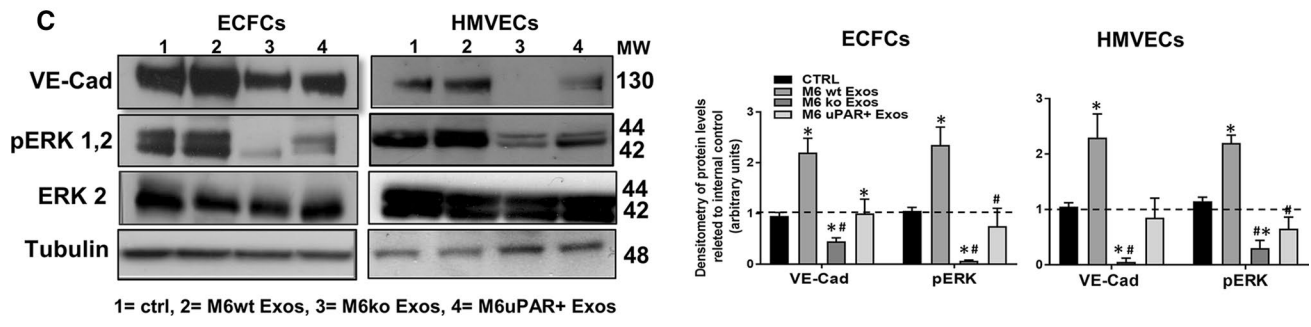 C
ECFCs HMVECs
1 2 3 4 1 2 3 4 MW
VE-Cad 130
pERK 1,2 44
42
ERK 2 44
42
Tubulin 48
1= ctrl, 2= M6wt Exos, 3= M6ko Exos, 4= M6uPAR+ Exos
ECFCs
CTRL
M6 wt Exos
M6 ko Exos
M6 uPAR+ Exos
Densitometry of protein levels
releted to internal control
(arbitrary units)
3
2
1
0
* *# * * *# #
VE-Cad pERK
HMVECs
3
2
1
0
* *# * #* #
VE-Cad pERK